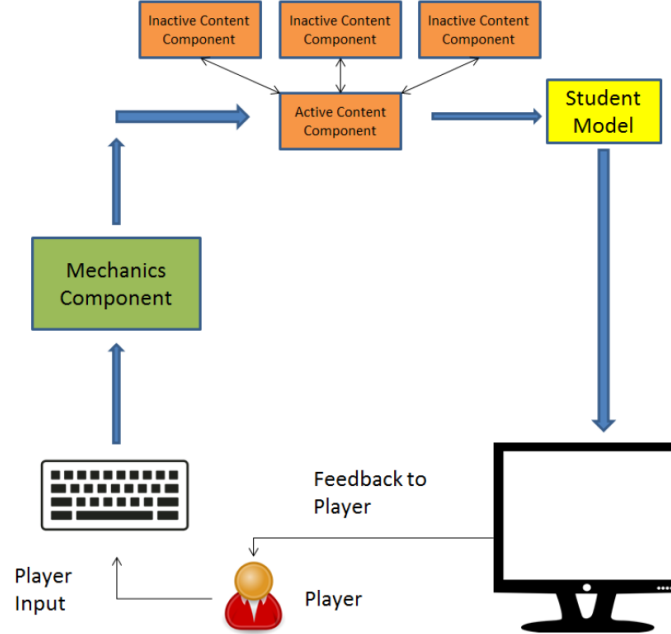 Inactive Content
Component
Inactive Content
Component
Inactive Content
Component
Active Content
Component
Student
Model
Mechanics
Component
Feedback to
Player
Player
Input
Player